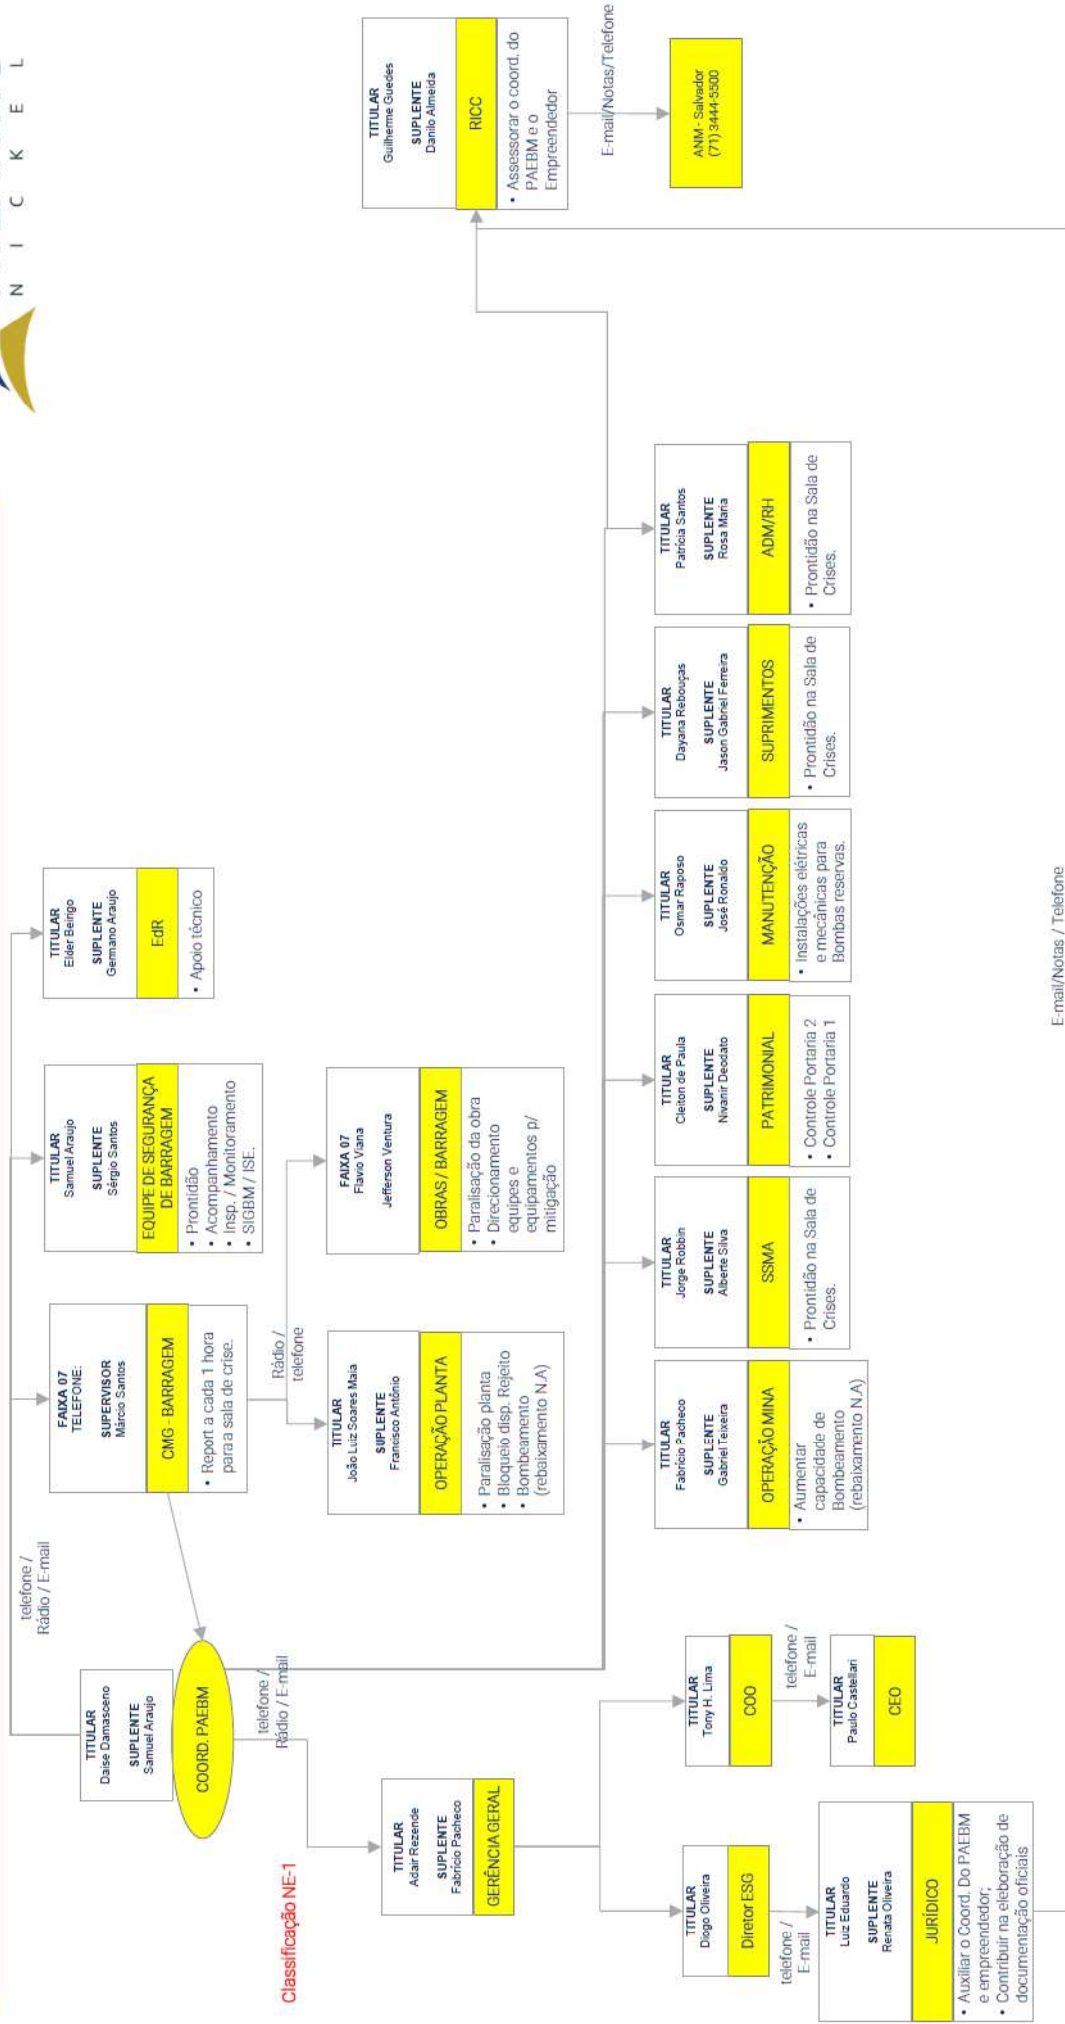 N I C K E L
telefone /
Rádio / E-mail
TITULAR
Daise Damasceno
SUPLENTE
Samuel Araujo
COORD. PAEBM
FAIXA 07
TELEFONE:
SUPERVISOR
Márcio Santos
CMG - BARRAGEM
• Report a cada 1 hora
para a sala de crise.
TITULAR
Samuel Araujo
SUPLENTE
Sérgio Santos
EQUIPE DE SEGURANÇA
DE BARRAGEM
• Prontidão
• Acompanhamento
• Insp. / Monitoramento
• SIGBM / ISE.
TITULAR
Elder Beirigo
SUPLENTE
Germano Araujo
EdR
• Apoio técnico
Classificação NE-1
telefone /
Rádio / E-mail
Rádio /
telefone
TITULAR
João Luiz Soares Maia
SUPLENTE
Francisco Antônio
OPERAÇÃO PLANTA
• Paralisação planta
• Bloqueio disp. Rejeito
• Bombeamento
(rebaixamento N.A)
FAIXA 07
Flavio Viana
Jefferson Ventura
OBRAS / BARRAGEM
• Paralisação da obra
• Direcionamento
equipes e
equipamentos p/
mitigação
TITULAR
Guilherme Guedes
SUPLENTE
Danilo Almeida
RICC
• Assessorar o coord. do
PAEBM e o
Empreendedor
E-mail/Notas/Telefone
ANM - Salvador
(71) 3444-5500
TITULAR
Adair Rezende
SUPLENTE
Fabrício Pacheco
GERÊNCIA GERAL
TITULAR
Diogo Oliveira
Diretor ESG
telefone /
E-mail
TITULAR
Luiz Eduardo
SUPLENTE
Renata Oliveira
JURÍDICO
• Auxiliar o Coord. Do PAEBM
e empreendedor;
• Contribuir na eleboração de
documentação oficiais
TITULAR
Tony H. Lima
COO
telefone /
E-mail
TITULAR
Paulo Castellari
CEO
TITULAR
Fabrício Pacheco
SUPLENTE
Gabriel Teixeira
OPERAÇÃO MINA
• Aumentar
capacidade de
Bombeamento
(rebaixamento N.A)
TITULAR
Jorge Robbin
SUPLENTE
Alberte Silva
SSMA
• Prontidão na Sala de
Crises.
TITULAR
Cleiton de Paula
SUPLENTE
Nivanir Deodato
PATRIMONIAL
• Controle Portaria 2
• Controle Portaria 1
TITULAR
Osmar Raposo
SUPLENTE
José Ronaldo
MANUTENÇÃO
• Instalações elétricas
e mecânicas para
Bombas reservas.
TITULAR
Dayana Rebouças
SUPLENTE
Jason Gabriel Ferreira
SUPRIMENTOS
• Prontidão na Sala de
Crises.
TITULAR
Patrícia Santos
SUPLENTE
Rosa Maria
ADM/RH
• Prontidão na Sala de
Crises.
E-mail/Notas / Telefone